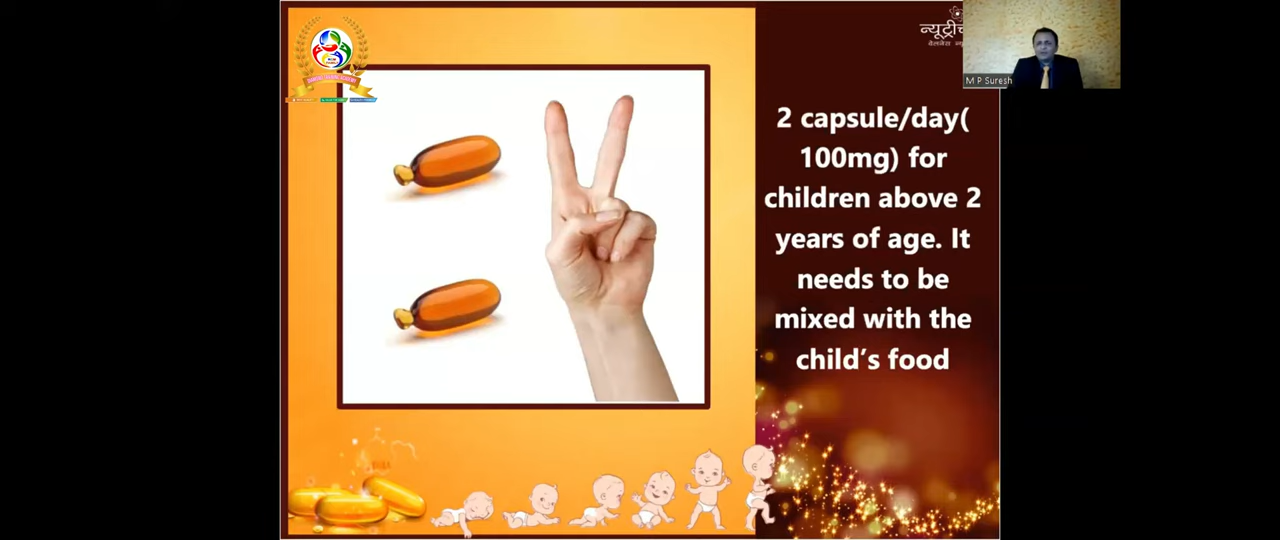 2 capsule/day(
100mg) for
children above 2
years of age. It
needs to be
mixed with the
child’s food
M P Suresh